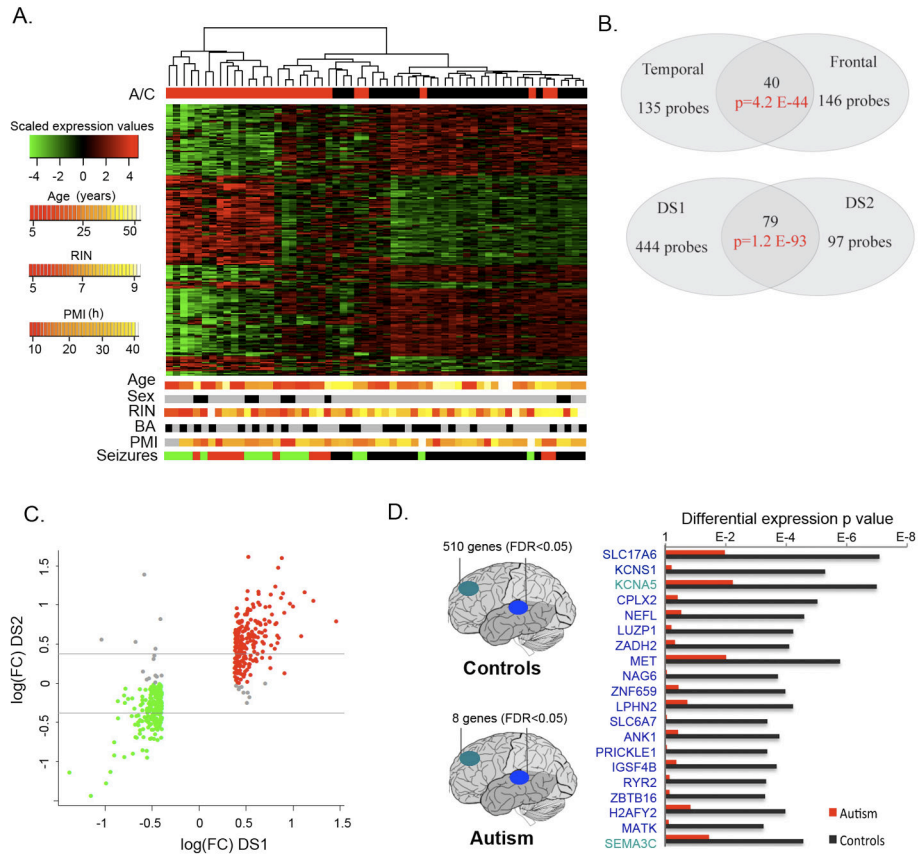 A.
A/C
Scaled expression values
-4 -2 0 2 4
Age (years)
5 25 50
RIN
5 7 9
PMI (h)
10 20 30 40
Age
Sex
RIN
BA
PMI
Seizures
B.
Temporal
135 probes
40
p=4.2 E-44
Frontal
146 probes
DS1
444 probes
79
p=1.2 E-93
DS2
97 probes
C.
log(FC) DS2
1.5
1
0.5
0
-0.5
-1
-1 -0.5 0 0.5 1 1.5
log(FC) DS1
D.
510 genes (FDR<0.05)
Controls
8 genes (FDR<0.05)
Autism
Differential expression p value
1 E-2 E-4 E-6 E-8
SLC17A6
KCNS1
KCNA5
CPLX2
NEFL
LUZP1
ZADH2
MET
NAG6
ZNF659
LPHN2
SLC6A7
ANK1
PRICKLE1
IGSF4B
RYR2
ZBTB16
H2AFY2
MATK
SEMA3C
Autism
Controls